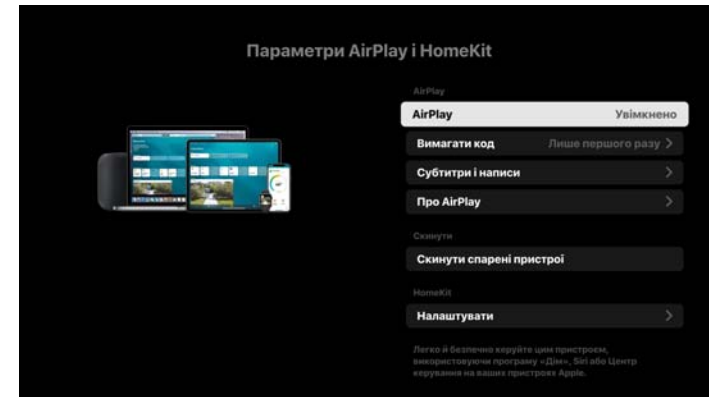 Параметри AirPlay і HomeKit
AirPlay
AirPlay Увімкнено
Вимагати код Лише першого разу
Субтитри і написи
Про AirPlay
Скинути
Скинути спарені пристрої
HomeKit
Налаштувати
Легко й безпечно керуйте цим пристроєм,
використовуючи програму «Дім», Siri або Центр
керування на ваших пристроях Apple.